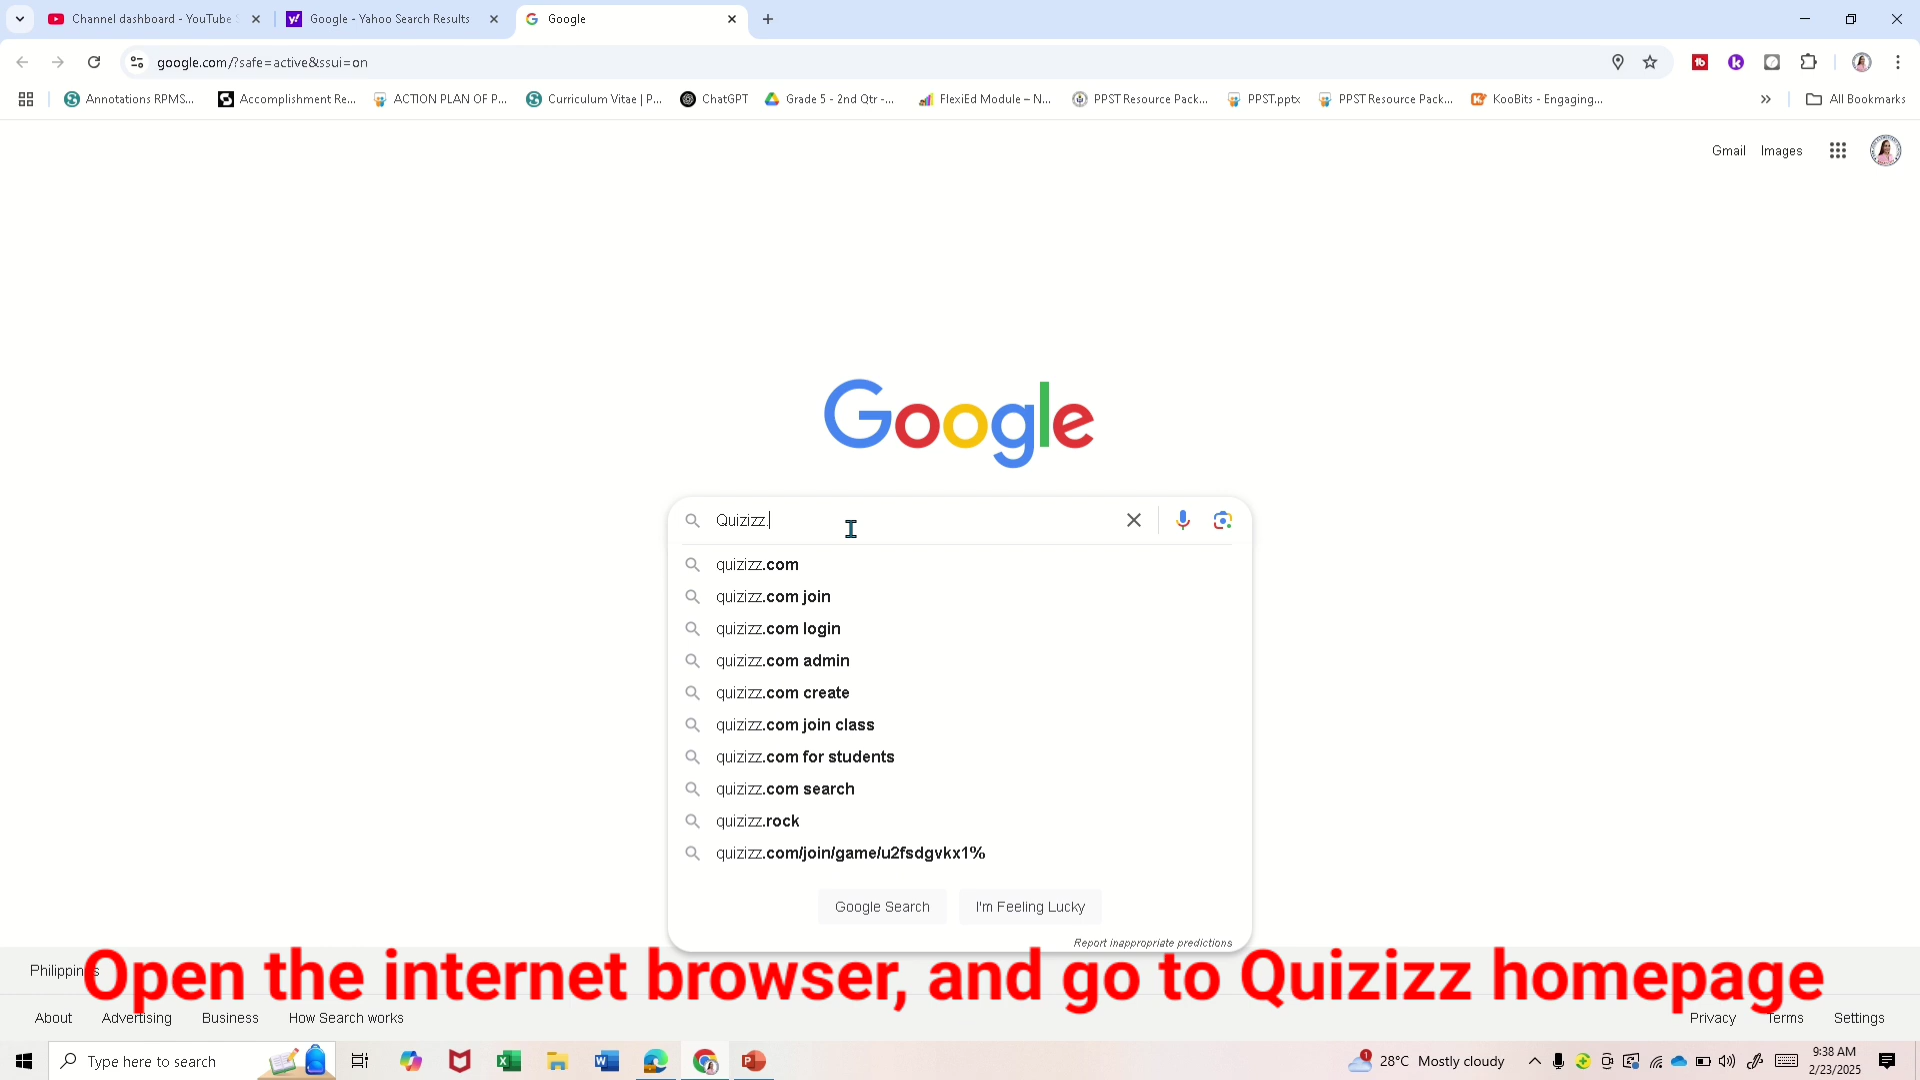 Channel dashboard - YouTube S
Google - Yahoo Search Results
Google
google.com/?safe=active&ssui=on
Annotations RPMS...
Accomplishment Re...
ACTION PLAN OF P...
Curriculum Vitae | P...
ChatGPT
Grade 5 - 2nd Qtr -...
FlexiEd Module – N...
PPST Resource Pack...
PPST.pptx
PPST Resource Pack...
KooBits - Engaging...
All Bookmarks
Gmail
Images
Google
Quizizz.
quizizz.com
quizizz.com join
quizizz.com login
quizizz.com admin
quizizz.com create
quizizz.com join class
quizizz.com for students
quizizz.com search
quizizz.rock
quizizz.com/join/game/u2fsdgvkx1%
Google Search
I'm Feeling Lucky
Report inappropriate predictions
Philippines
Open the internet browser, and go to Quizizz homepage
About
Advertising
Business
How Search works
Privacy
Terms
Settings
Type here to search
28°C Mostly cloudy
9:38 AM
2/23/2025